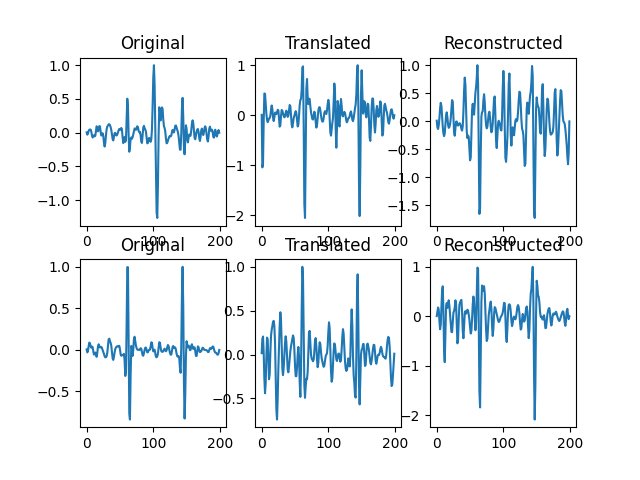 Original Translated Reconstructed
1.0 1 1.0
0.5 0.5
0.0 0 0.0
−0.5 −1 −0.5
−1.0 −1.0
−2 −1.5
0 100 200 0 100 200 0 100 200
Original Translated Reconstructed
1.0 1.0 1
0.5 0.5 0
0.0 0.0 −1
−0.5 −0.5 −2
0 100 200 0 100 200 0 100 200